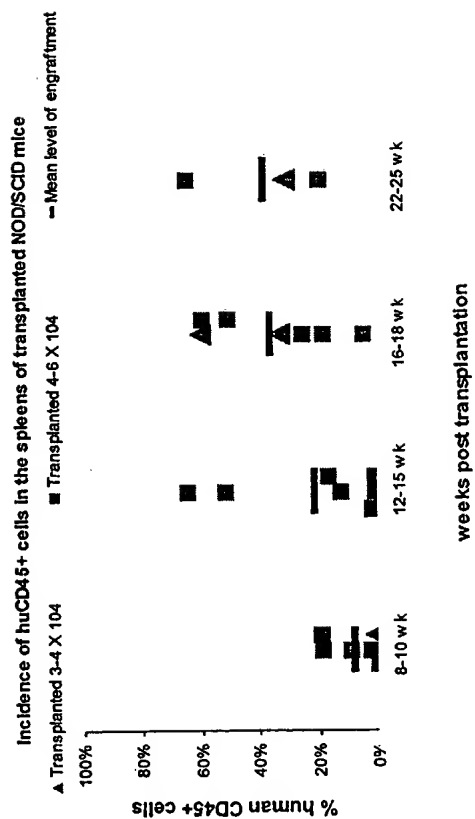 Incidence of huCD45+ cells in the spleens of transplanted NOD/SCID mice
▲ Transplanted 3-4 X 104 ■ Transplanted 4-6 X 104 – Mean level of engraftment
% human CD45+ cells
100%
80%
60%
40%
20%
0%
8-10 wk 12-15 wk 16-18 wk 22-25 wk
weeks post transplantation